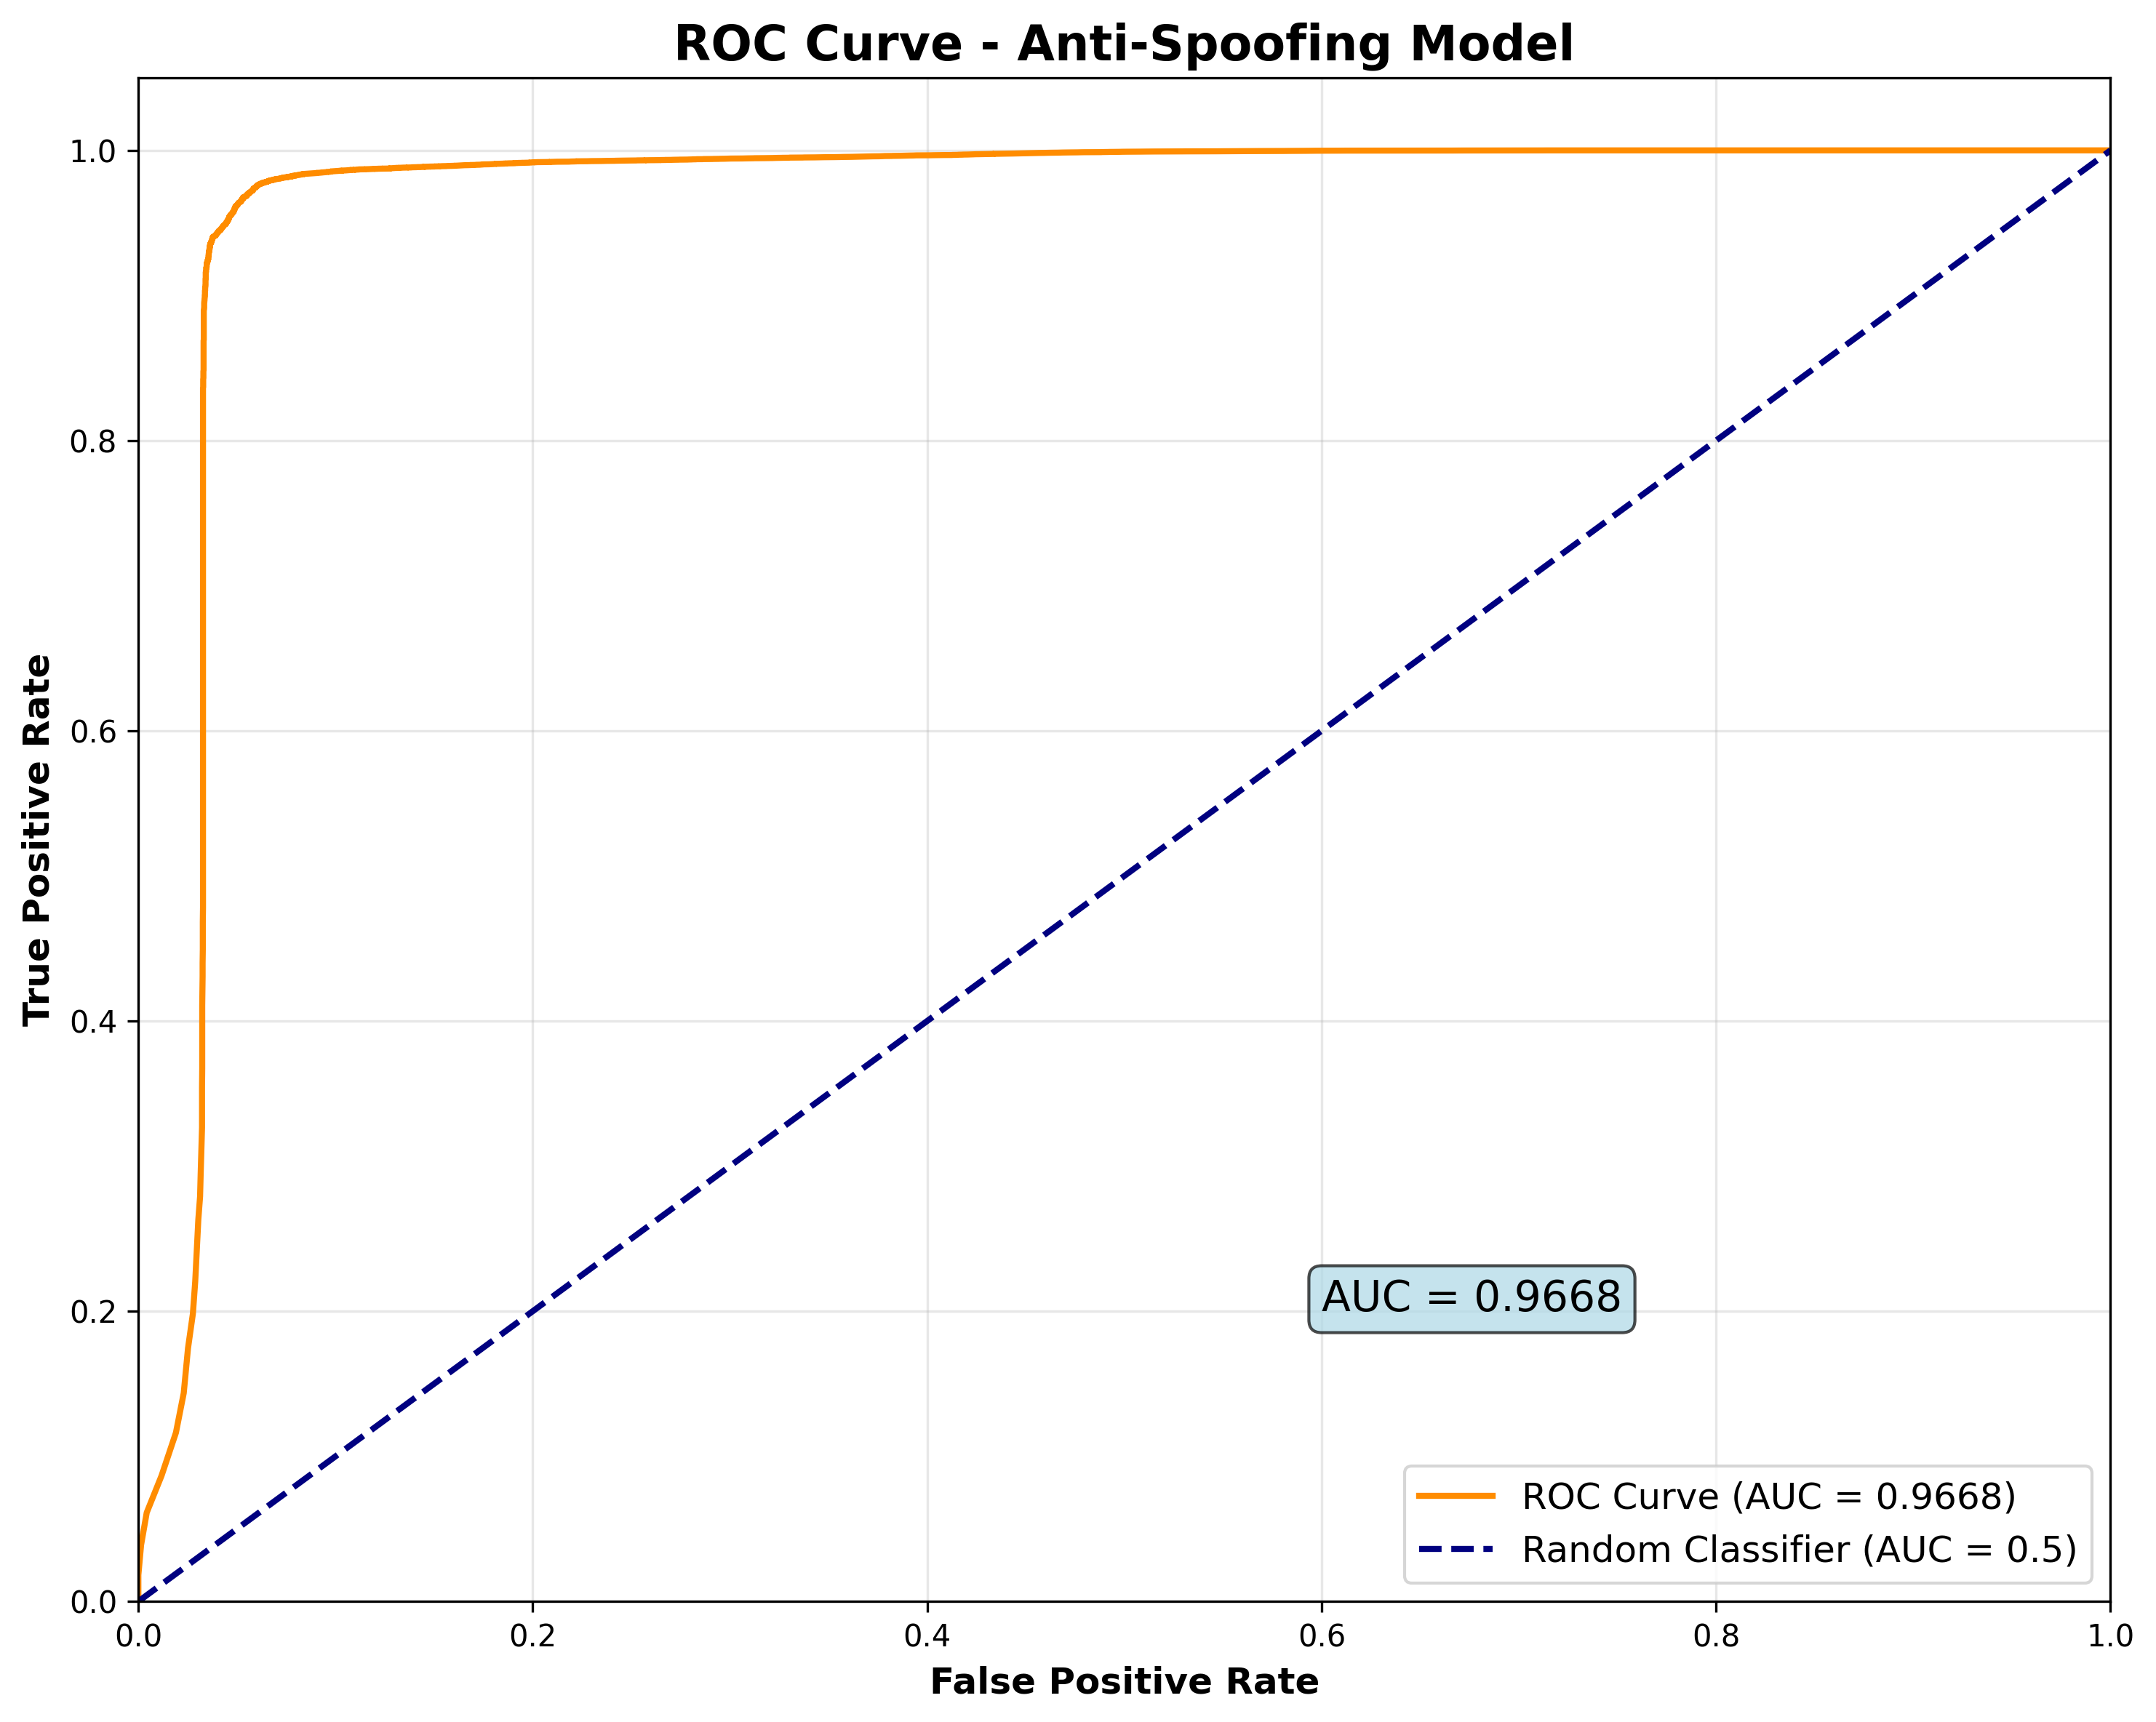 ROC Curve - Anti-Spoofing Model
True Positive Rate
1.0
0.8
0.6
0.4
0.2
0.0
AUC = 0.9668
ROC Curve (AUC = 0.9668)
Random Classifier (AUC = 0.5)
0.0 0.2 0.4 0.6 0.8 1.0
False Positive Rate